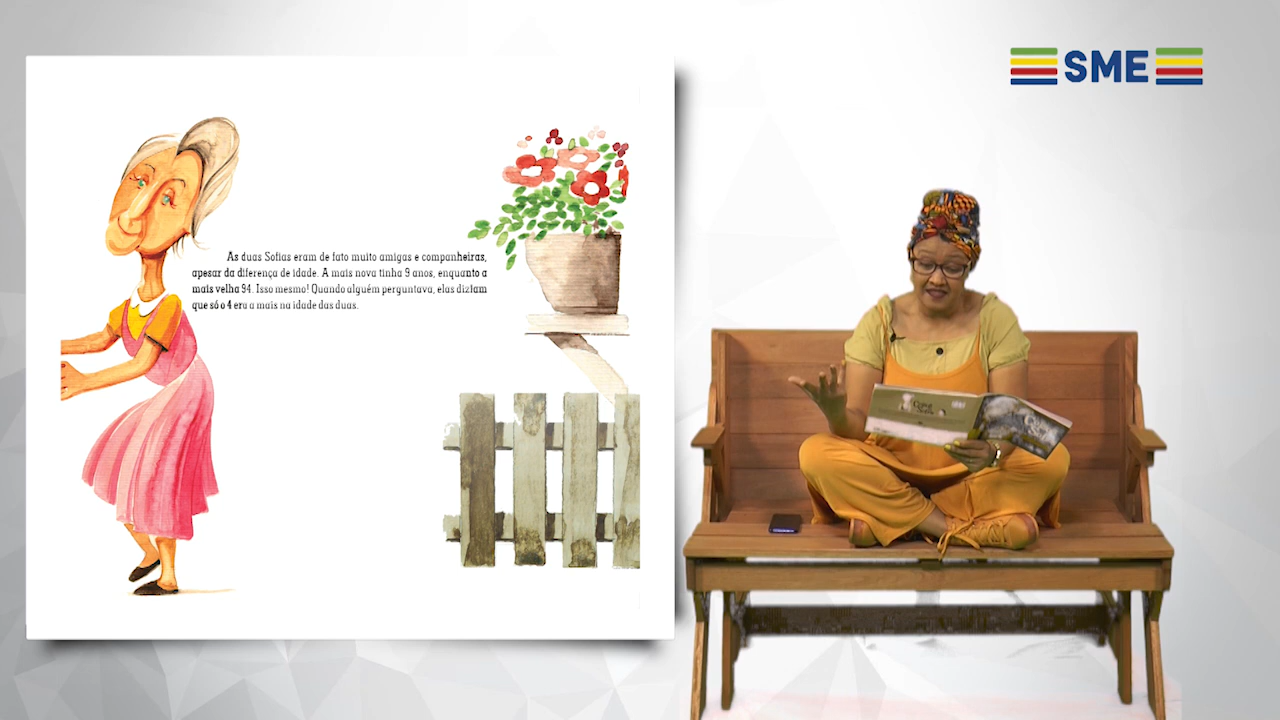 SME
As duas Sofias eram de fato muito amigas e companheiras,
apesar da diferença de idade. A mais nova tinha 9 anos, enquanto a
mais velha 94. Isso mesmo! Quando alguém perguntava, elas diziam
que só o 4 era a mais na idade das duas.